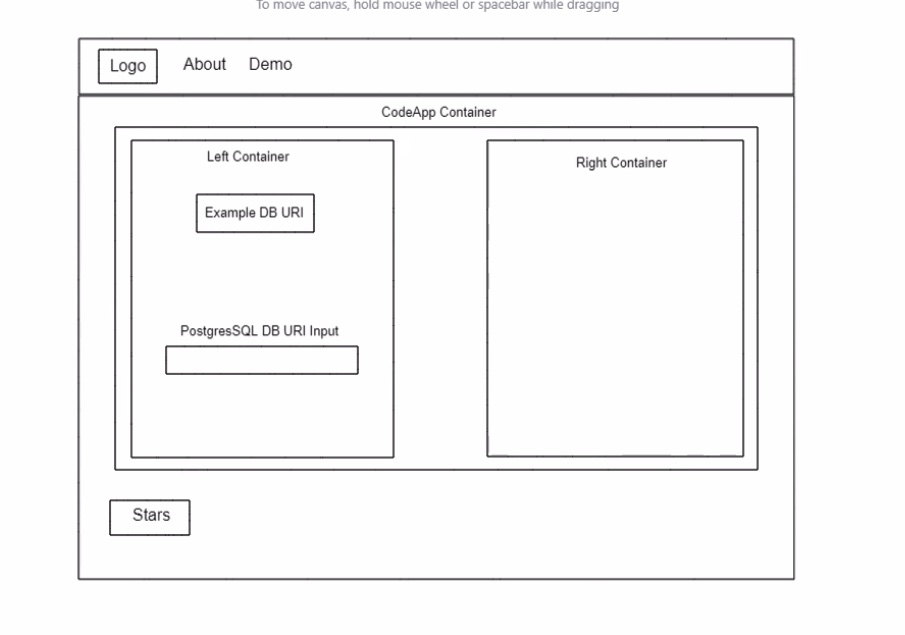 To move canvas, hold mouse wheel or spacebar while dragging
Logo About Demo
CodeApp Container
Left Container
Right Container
Example DB URI
PostgresSQL DB URI Input
Stars